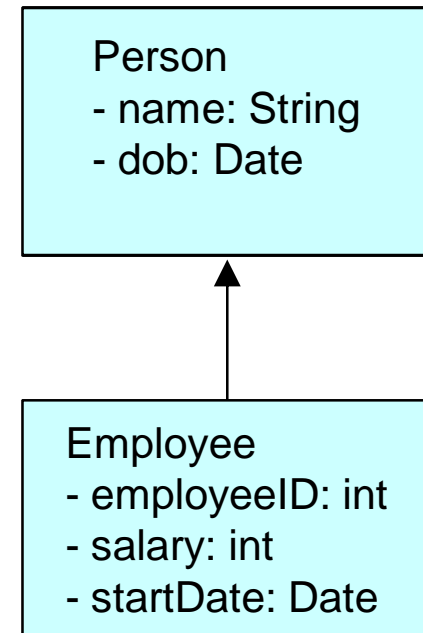 Person
- name: String
- dob: Date
Employee
- employeeID: int
- salary: int
- startDate: Date